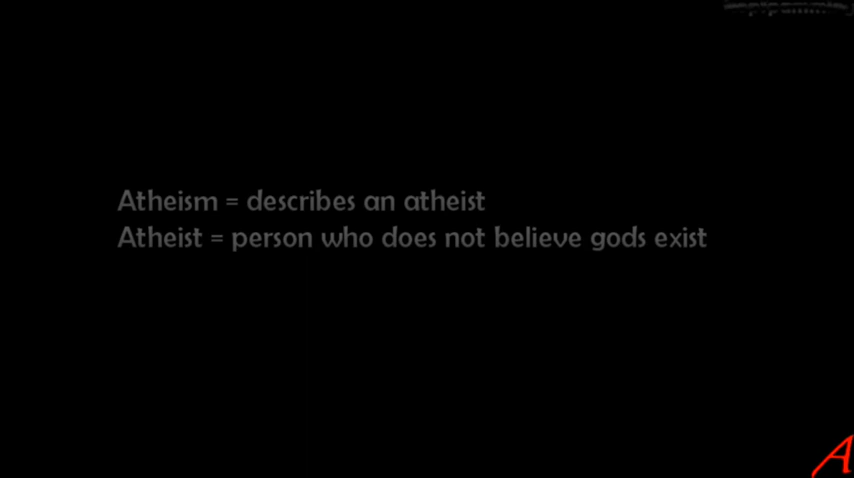 Atheism = describes an atheist
Atheist = person who does not believe gods exist
A